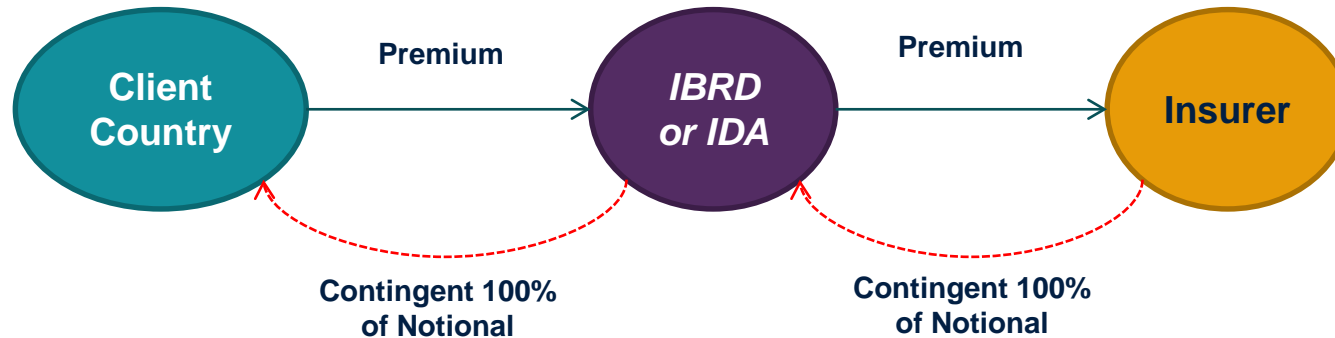 Client
Country
Premium
IBRD
or IDA
Premium
Insurer
Contingent 100%
of Notional
Contingent 100%
of Notional